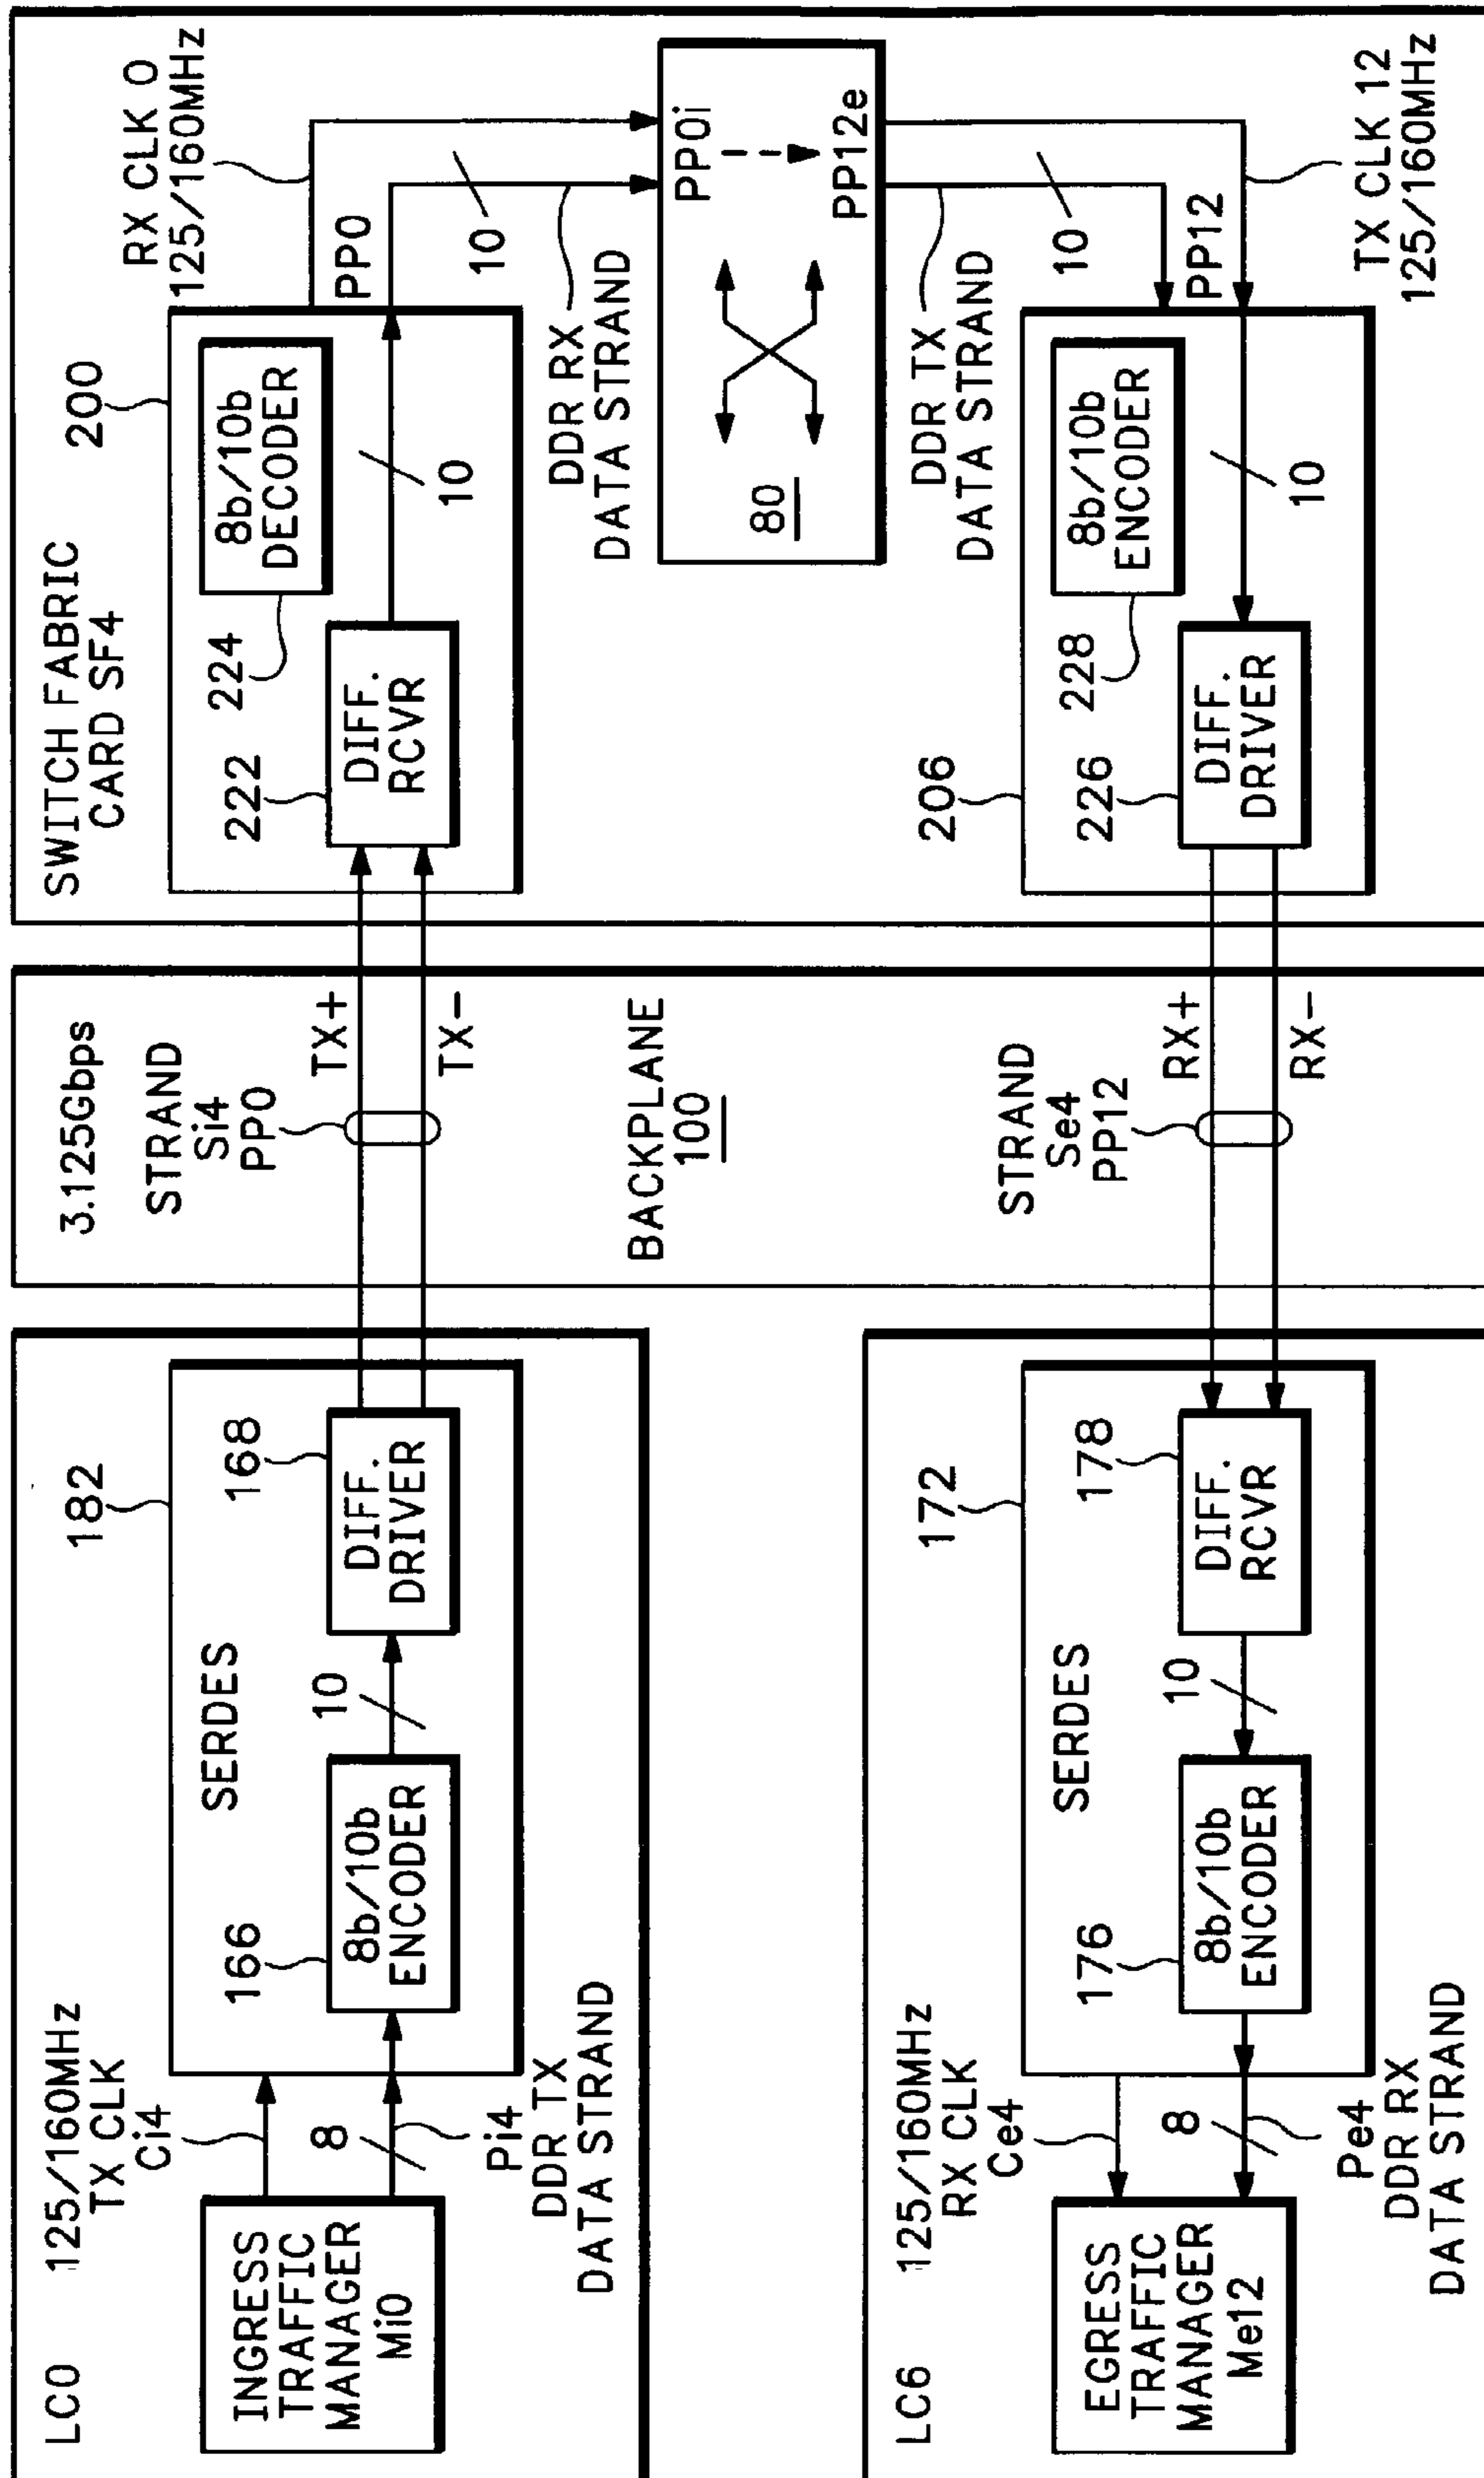 LC0
125/160MHz
TX CLK
Ci4
INGRESS
TRAFFIC
MANAGER
Mi0
8
Pi4
DDR TX
DATA STRAND
182
SERDES
166
8b/10b
ENCODER
10
168
DIFF.
DRIVER
3.125Gbps
STRAND
Si4
PP0
TX+
TX-
BACKPLANE
100
SWITCH FABRIC
CARD SF4
200
222
DIFF.
RCVR
224
8b/10b
DECODER
10
RX CLK 0
125/160MHz
PP0
10
DDR RX
DATA STRAND
PP0i
PP12e
80
DDR TX
DATA STRAND
10
PP12
TX CLK 12
125/160MHz
206
228
8b/10b
ENCODER
10
226
DIFF.
DRIVER
STRAND
Se4
PP12
RX+
RX-
LC6
125/160MHz
RX CLK
Ce4
EGRESS
TRAFFIC
MANAGER
Me12
8
Pe4
DDR RX
DATA STRAND
172
SERDES
176
8b/10b
ENCODER
10
178
DIFF.
RCVR